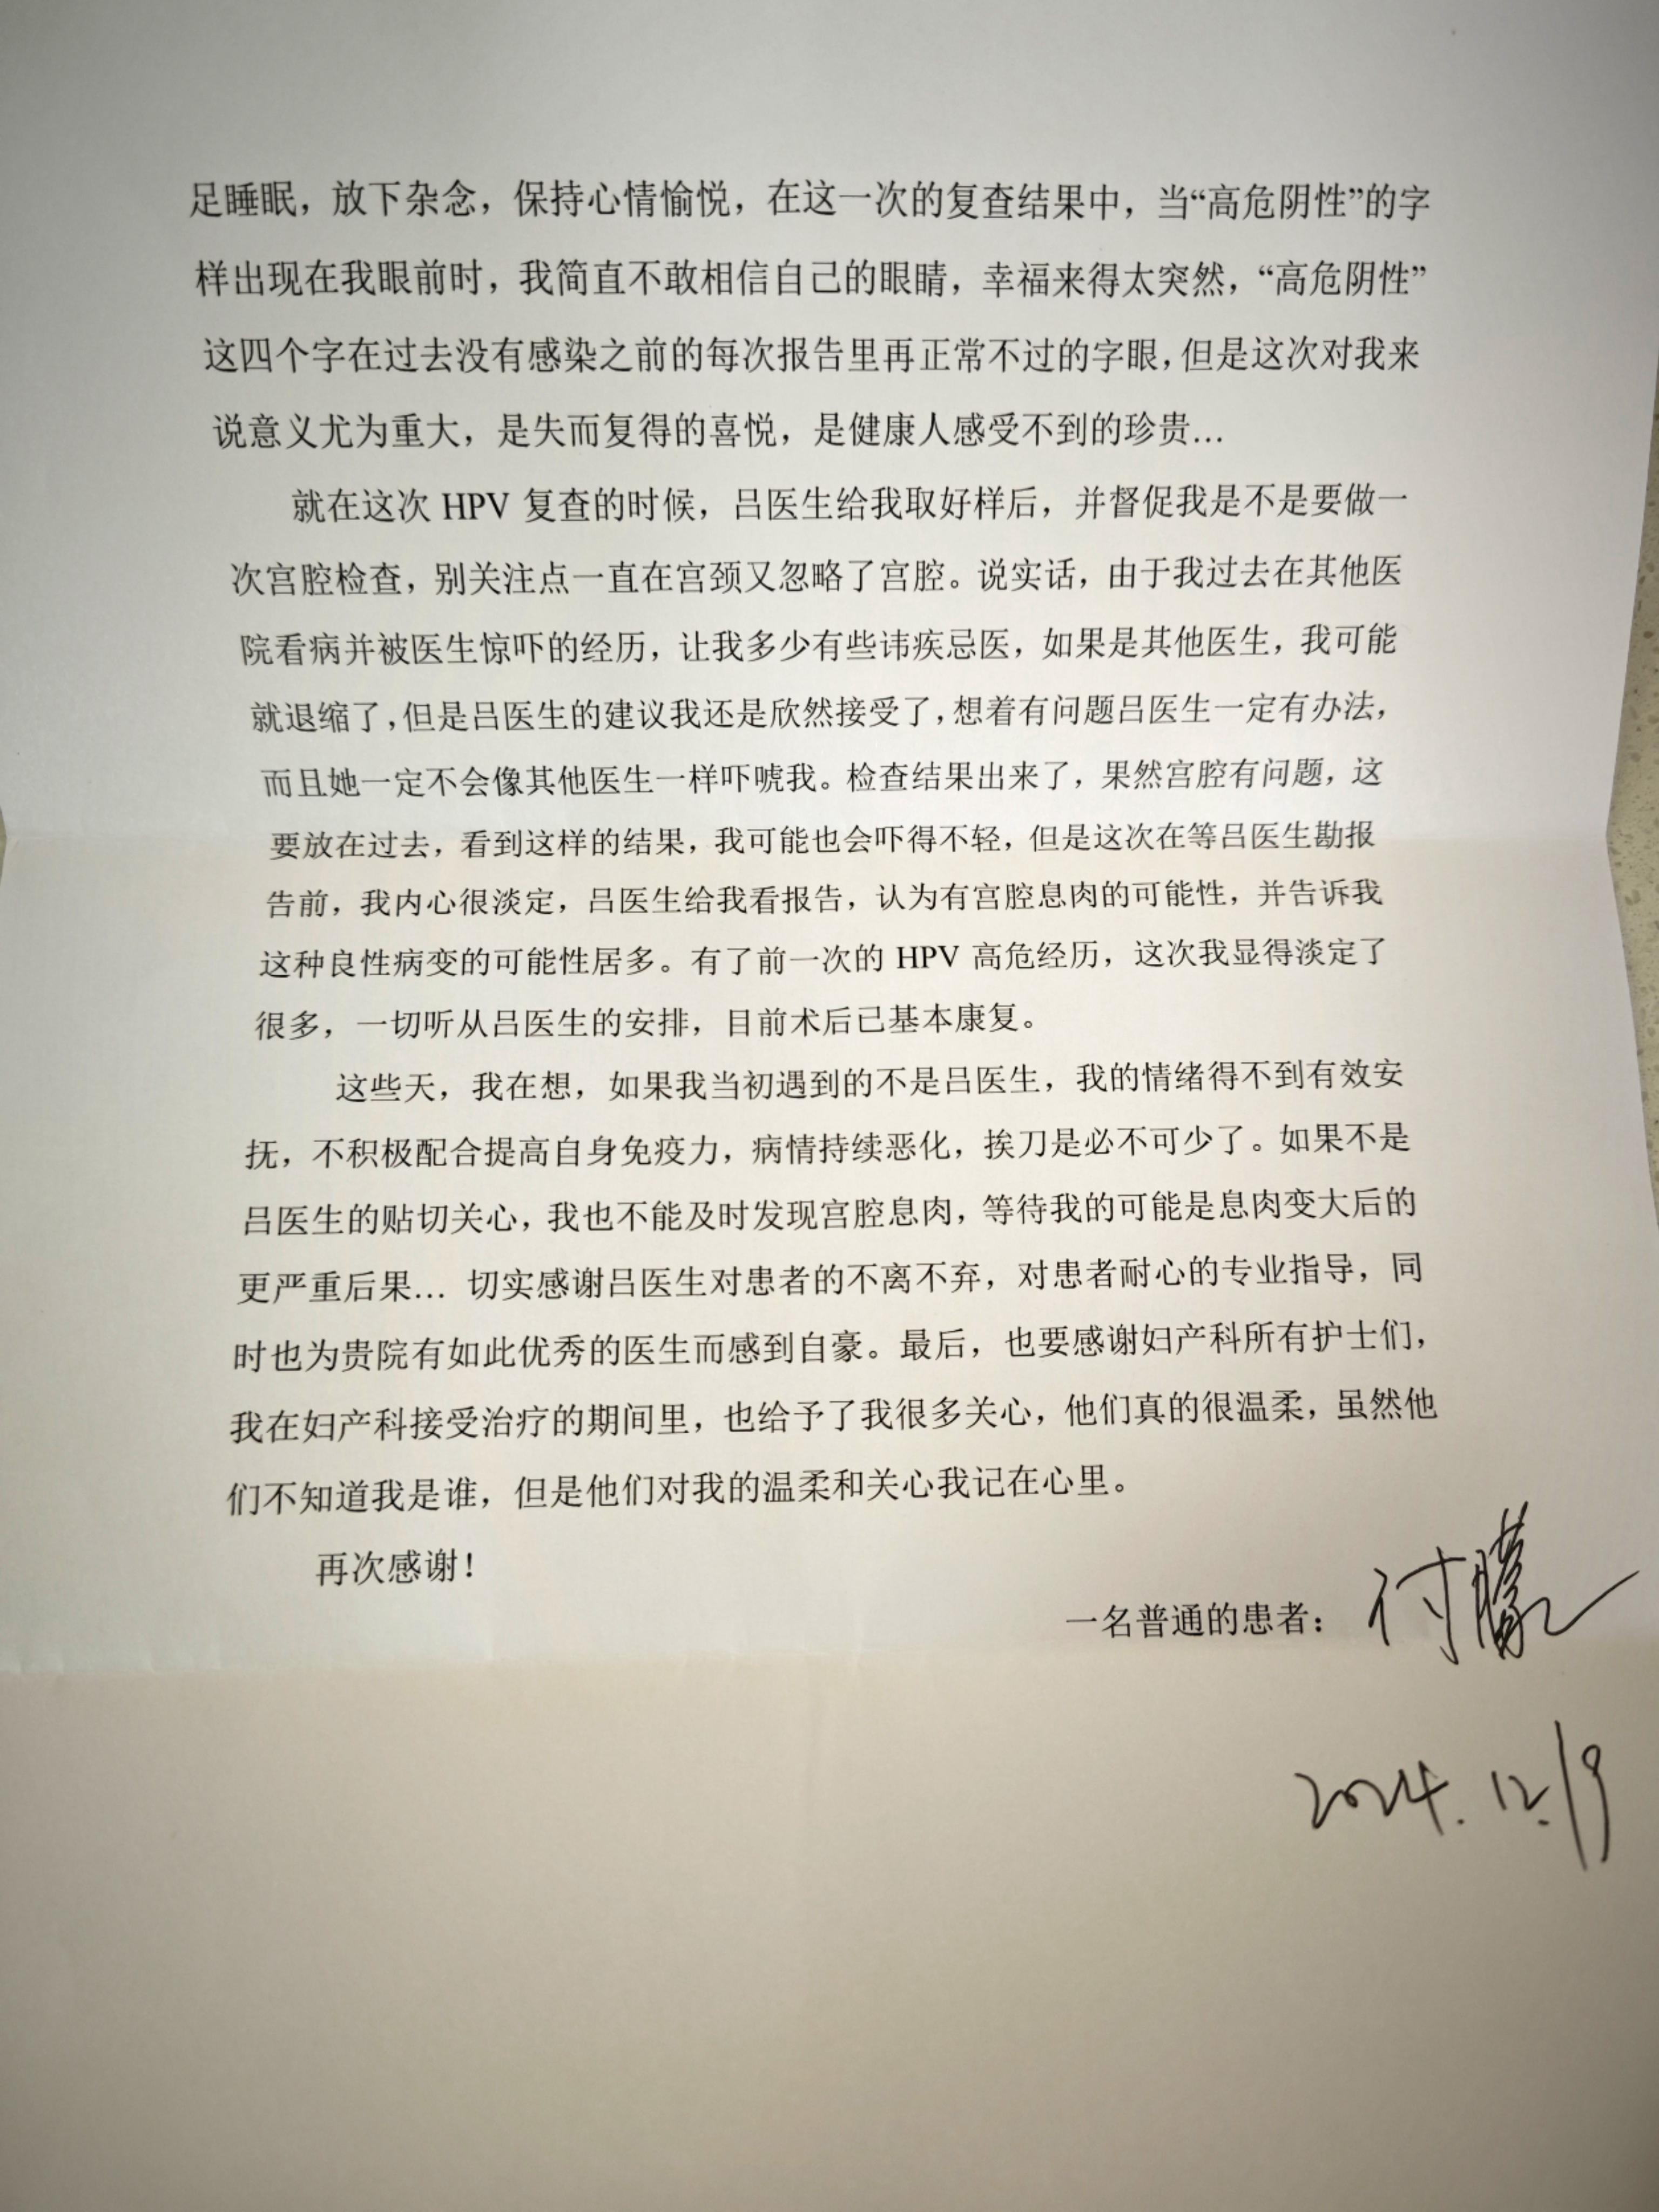 足睡眠，放下杂念，保持心情愉悦，在这一次的复查结果中，当“高危阴性”的字
样出现在我眼前时，我简直不敢相信自己的眼睛，幸福来得太突然，“高危阴性”
这四个字在过去没有感染之前的每次报告里再正常不过的字眼，但是这次对我来
说意义尤为重大，是失而复得的喜悦，是健康人感受不到的珍贵...
就在这次 HPV 复查的时候，吕医生给我取好样后，并督促我是不是要做一
次宫腔检查，别关注点一直在宫颈又忽略了宫腔。说实话，由于我过去在其他医
院看病并被医生惊吓的经历，让我多少有些讳疾忌医，如果是其他医生，我可能
就退缩了，但是吕医生的建议我还是欣然接受了，想着有问题吕医生一定有办法，
而且她一定不会像其他医生一样吓唬我。检查结果出来了，果然宫腔有问题，这
要放在过去，看到这样的结果，我可能也会吓得不轻，但是这次在等吕医生勘报
告前，我内心很淡定，吕医生给我看报告，认为有宫腔息肉的可能性，并告诉我
这种良性病变的可能性居多。有了前一次的 HPV 高危经历，这次我显得淡定了
很多，一切听从吕医生的安排，目前术后已基本康复。
这些天，我在想，如果我当初遇到的不是吕医生，我的情绪得不到有效安
抚，不积极配合提高自身免疫力，病情持续恶化，挨刀是必不可少了。如果不是
吕医生的贴切关心，我也不能及时发现宫腔息肉，等待我的可能是息肉变大后的
更严重后果... 切实感谢吕医生对患者的不离不弃，对患者耐心的专业指导，同
时也为贵院有如此优秀的医生而感到自豪。最后，也要感谢妇产科所有护士们，
我在妇产科接受治疗的期间里，也给予了我很多关心，他们真的很温柔，虽然他
们不知道我是谁，但是他们对我的温柔和关心我记在心里。
再次感谢！
一名普通的患者：付
2024.12.19